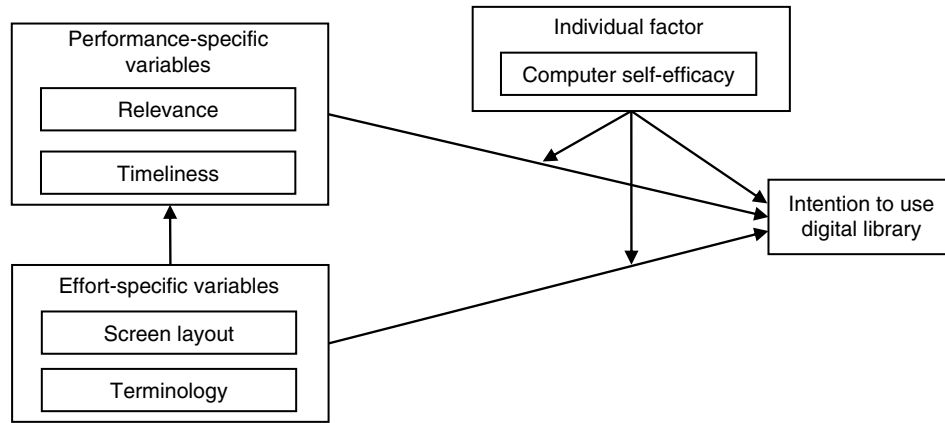 Performance-specific
variables
Relevance
Timeliness
Individual factor
Computer self-efficacy
Intention to use
digital library
Effort-specific variables
Screen layout
Terminology